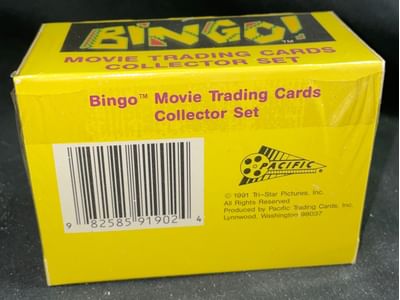 BINGO!™
MOVIE TRADING CARDS
COLLECTOR SET
Bingo™ Movie Trading Cards
Collector Set
PACIFIC
© 1991 Tri-Star Pictures, Inc.
All Rights Reserved
Produced by Pacific Trading Cards, Inc.
Lynnwood, Washington 98037
9 82585 91902 4